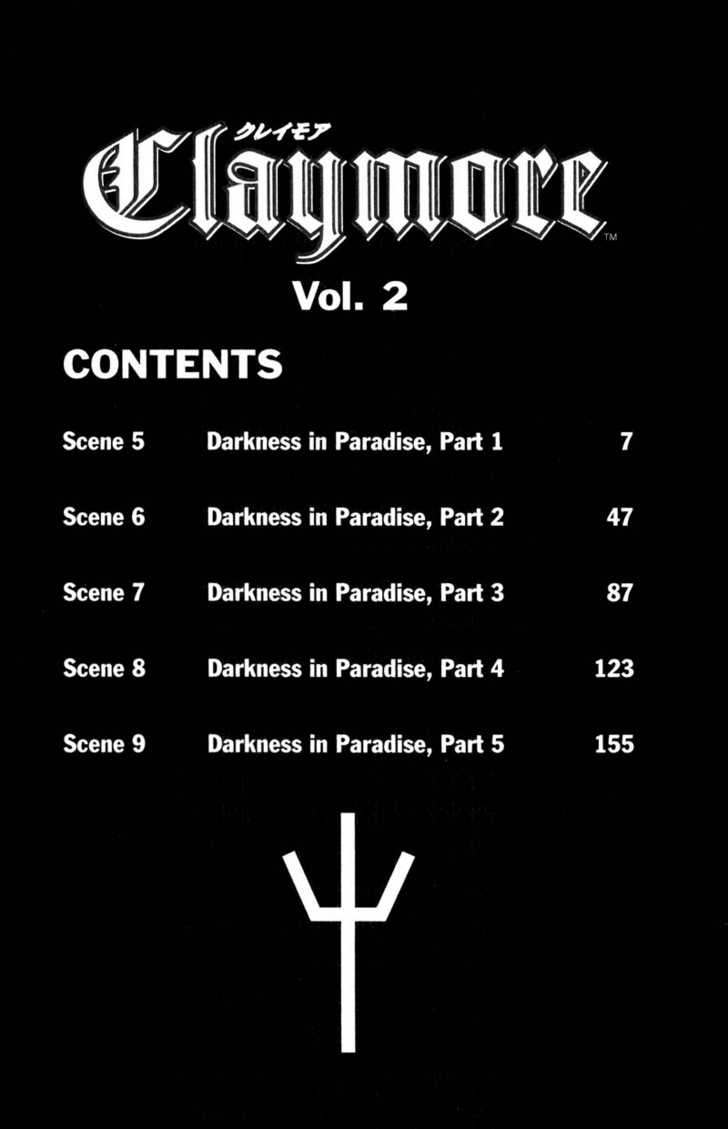 クレイモア
Claymore™
Vol. 2
CONTENTS
Scene 5 Darkness in Paradise, Part 1 7
Scene 6 Darkness in Paradise, Part 2 47
Scene 7 Darkness in Paradise, Part 3 87
Scene 8 Darkness in Paradise, Part 4 123
Scene 9 Darkness in Paradise, Part 5 155